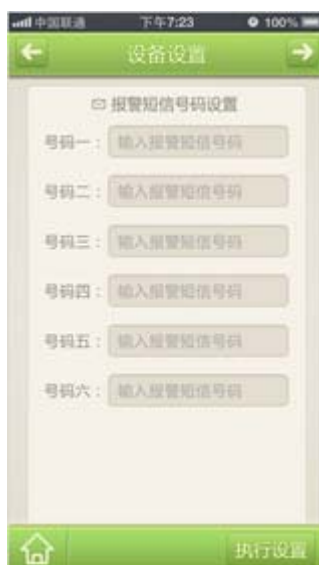 中国联通 下午7:23 100%
设备设置
报警短信号码设置
号码一： 输入报警短信号码
号码二： 输入报警短信号码
号码三： 输入报警短信号码
号码四： 输入报警短信号码
号码五： 输入报警短信号码
号码六： 输入报警短信号码
执行设置